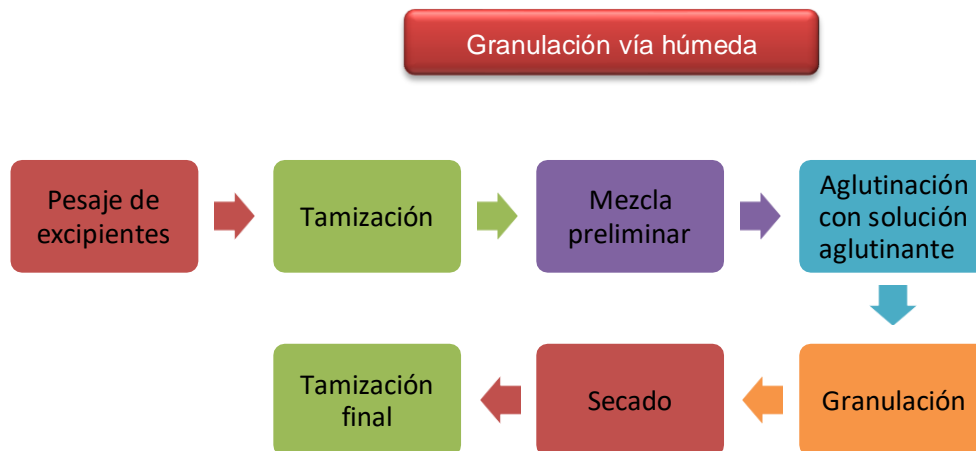 Granulación vía húmeda
Pesaje de
excipientes
Tamización
Mezcla
preliminar
Aglutinación
con solución
aglutinante
Granulación
Secado
Tamización
final